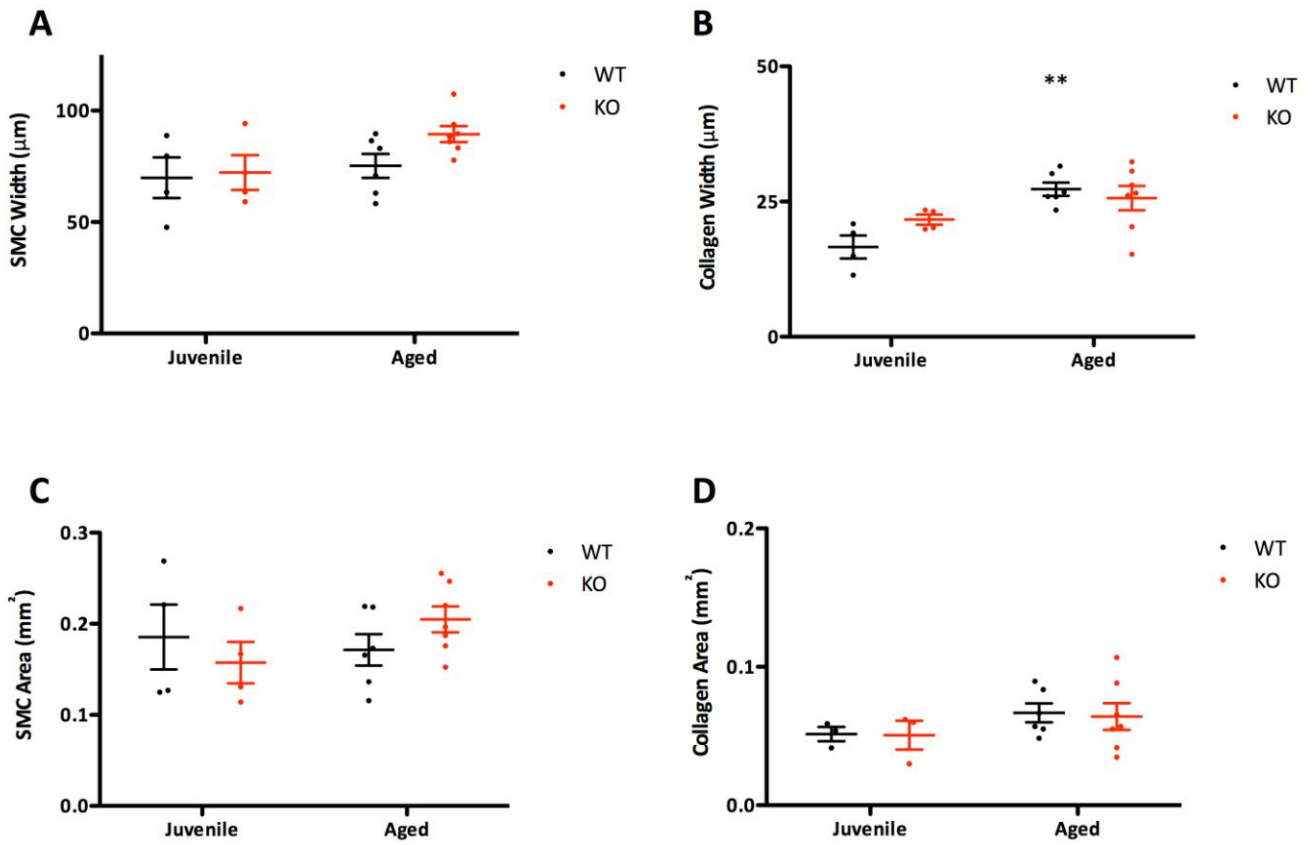 A
SMC Width (μm)
100
50
0
Juvenile
Aged
WT
KO
B
Collagen Width (μm)
50
25
0
**
Juvenile
Aged
WT
KO
C
SMC Area (mm²)
0.3
0.2
0.1
0.0
Juvenile
Aged
WT
KO
D
Collagen Area (mm²)
0.2
0.1
0.0
Juvenile
Aged
WT
KO